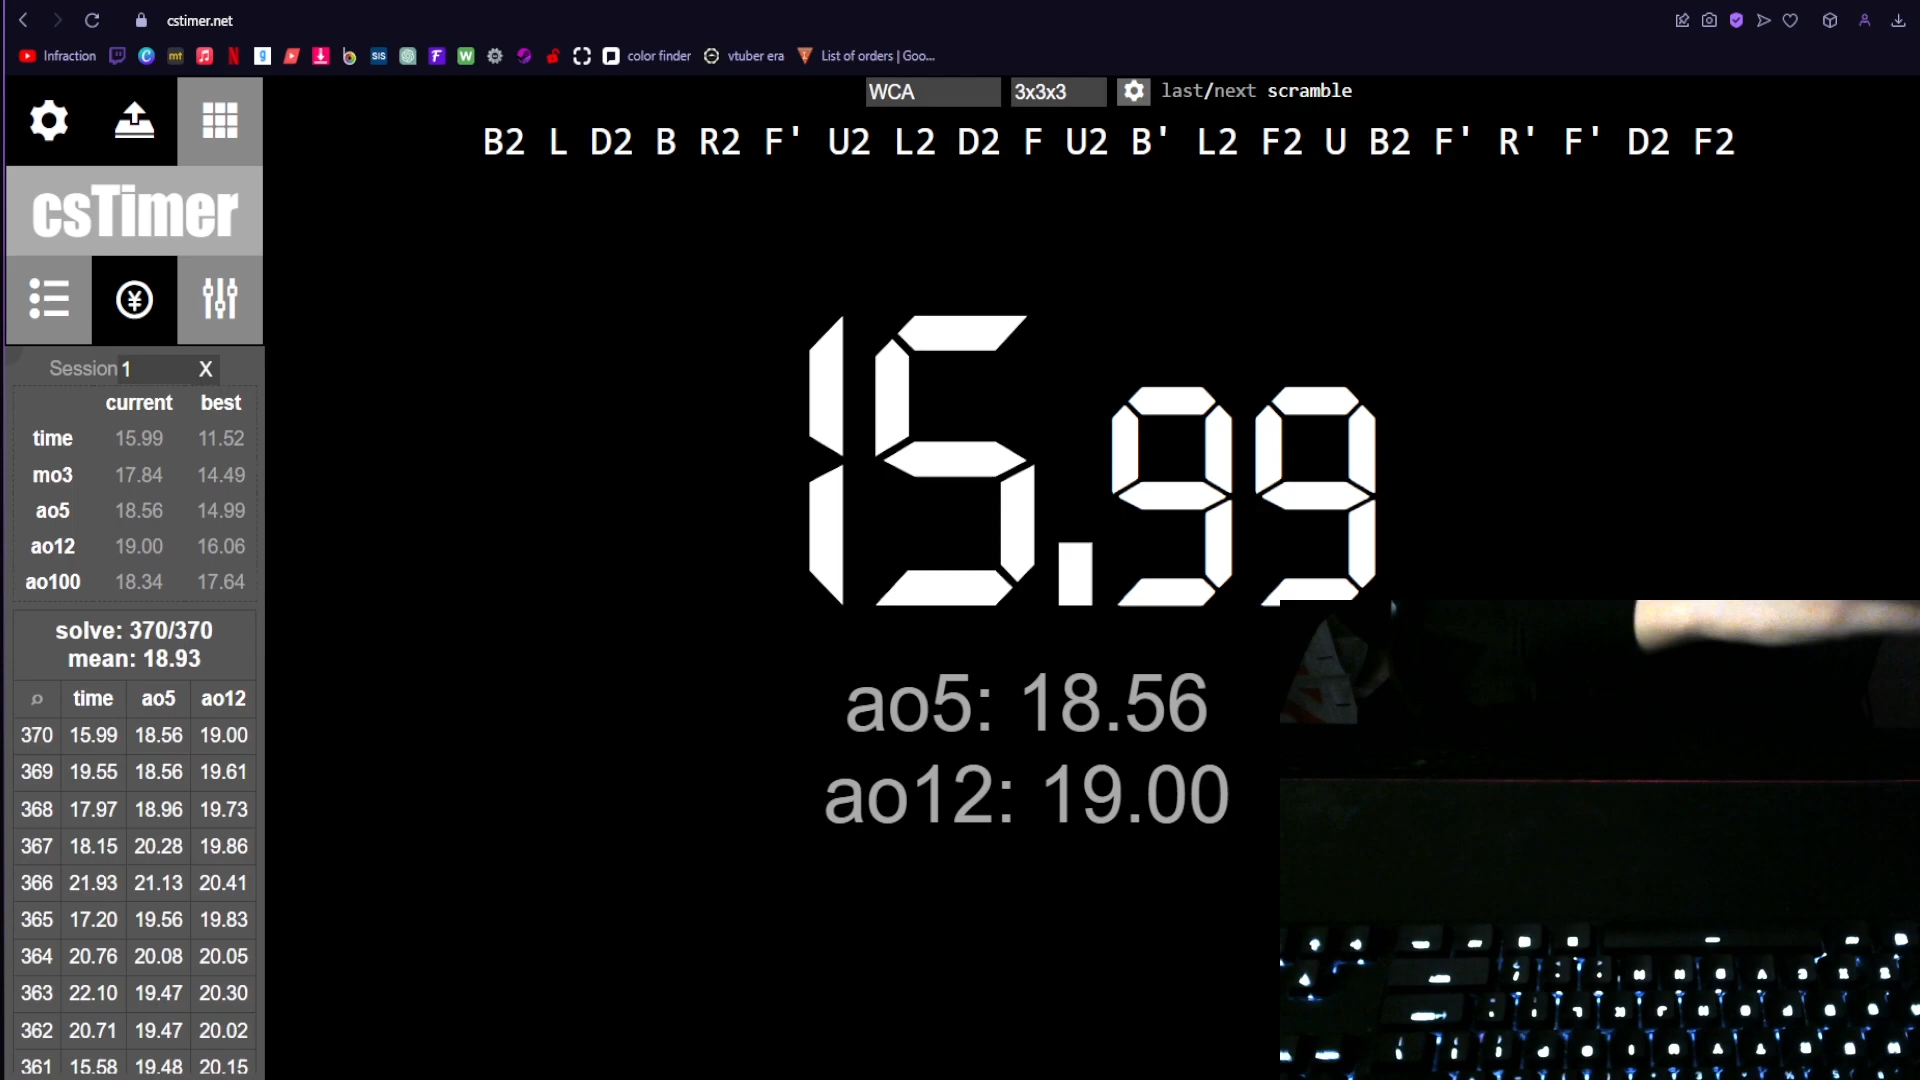 cstimer.net
Infraction mt SiS F W color finder vtuber era List of orders | Goo...
WCA 3x3x3 last/next scramble
B2 L D2 B R2 F' U2 L2 D2 F U2 B' L2 F2 U B2 F' R' F' D2 F2
csTimer
Session 1 X
current best
time 15.99 11.52
mo3 17.84 14.49
ao5 18.56 14.99
ao12 19.00 16.06
ao100 18.34 17.64
solve: 370/370
mean: 18.93
time ao5 ao12
370 15.99 18.56 19.00
369 19.55 18.56 19.61
368 17.97 18.96 19.73
367 18.15 20.28 19.86
366 21.93 21.13 20.41
365 17.20 19.56 19.83
364 20.76 20.08 20.05
363 22.10 19.47 20.30
362 20.71 19.47 20.02
361 15.58 19.48 20.15
15.99
ao5: 18.56
ao12: 19.00